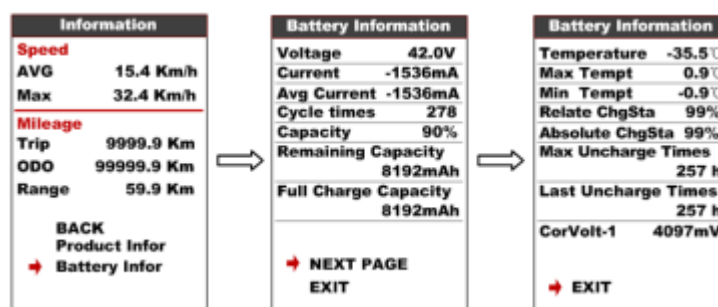 Information
Speed
AVG 15.4 Km/h
Max 32.4 Km/h
Mileage
Trip 9999.9 Km
ODO 99999.9 Km
Range 59.9 Km
BACK
Product Infor
Battery Infor
Battery Information
Voltage 42.0V
Current -1536mA
Avg Current -1536mA
Cycle times 278
Capacity 90%
Remaining Capacity
8192mAh
Full Charge Capacity
8192mAh
NEXT PAGE
EXIT
Battery Information
Temperature -35.5℃
Max Tempt 0.9℃
Min Tempt -0.9℃
Relate ChgSta 99%
Absolute ChgSta 99%
Max Uncharge Times
257 h
Last Uncharge Times
257 h
CorVolt-1 4097mV
EXIT